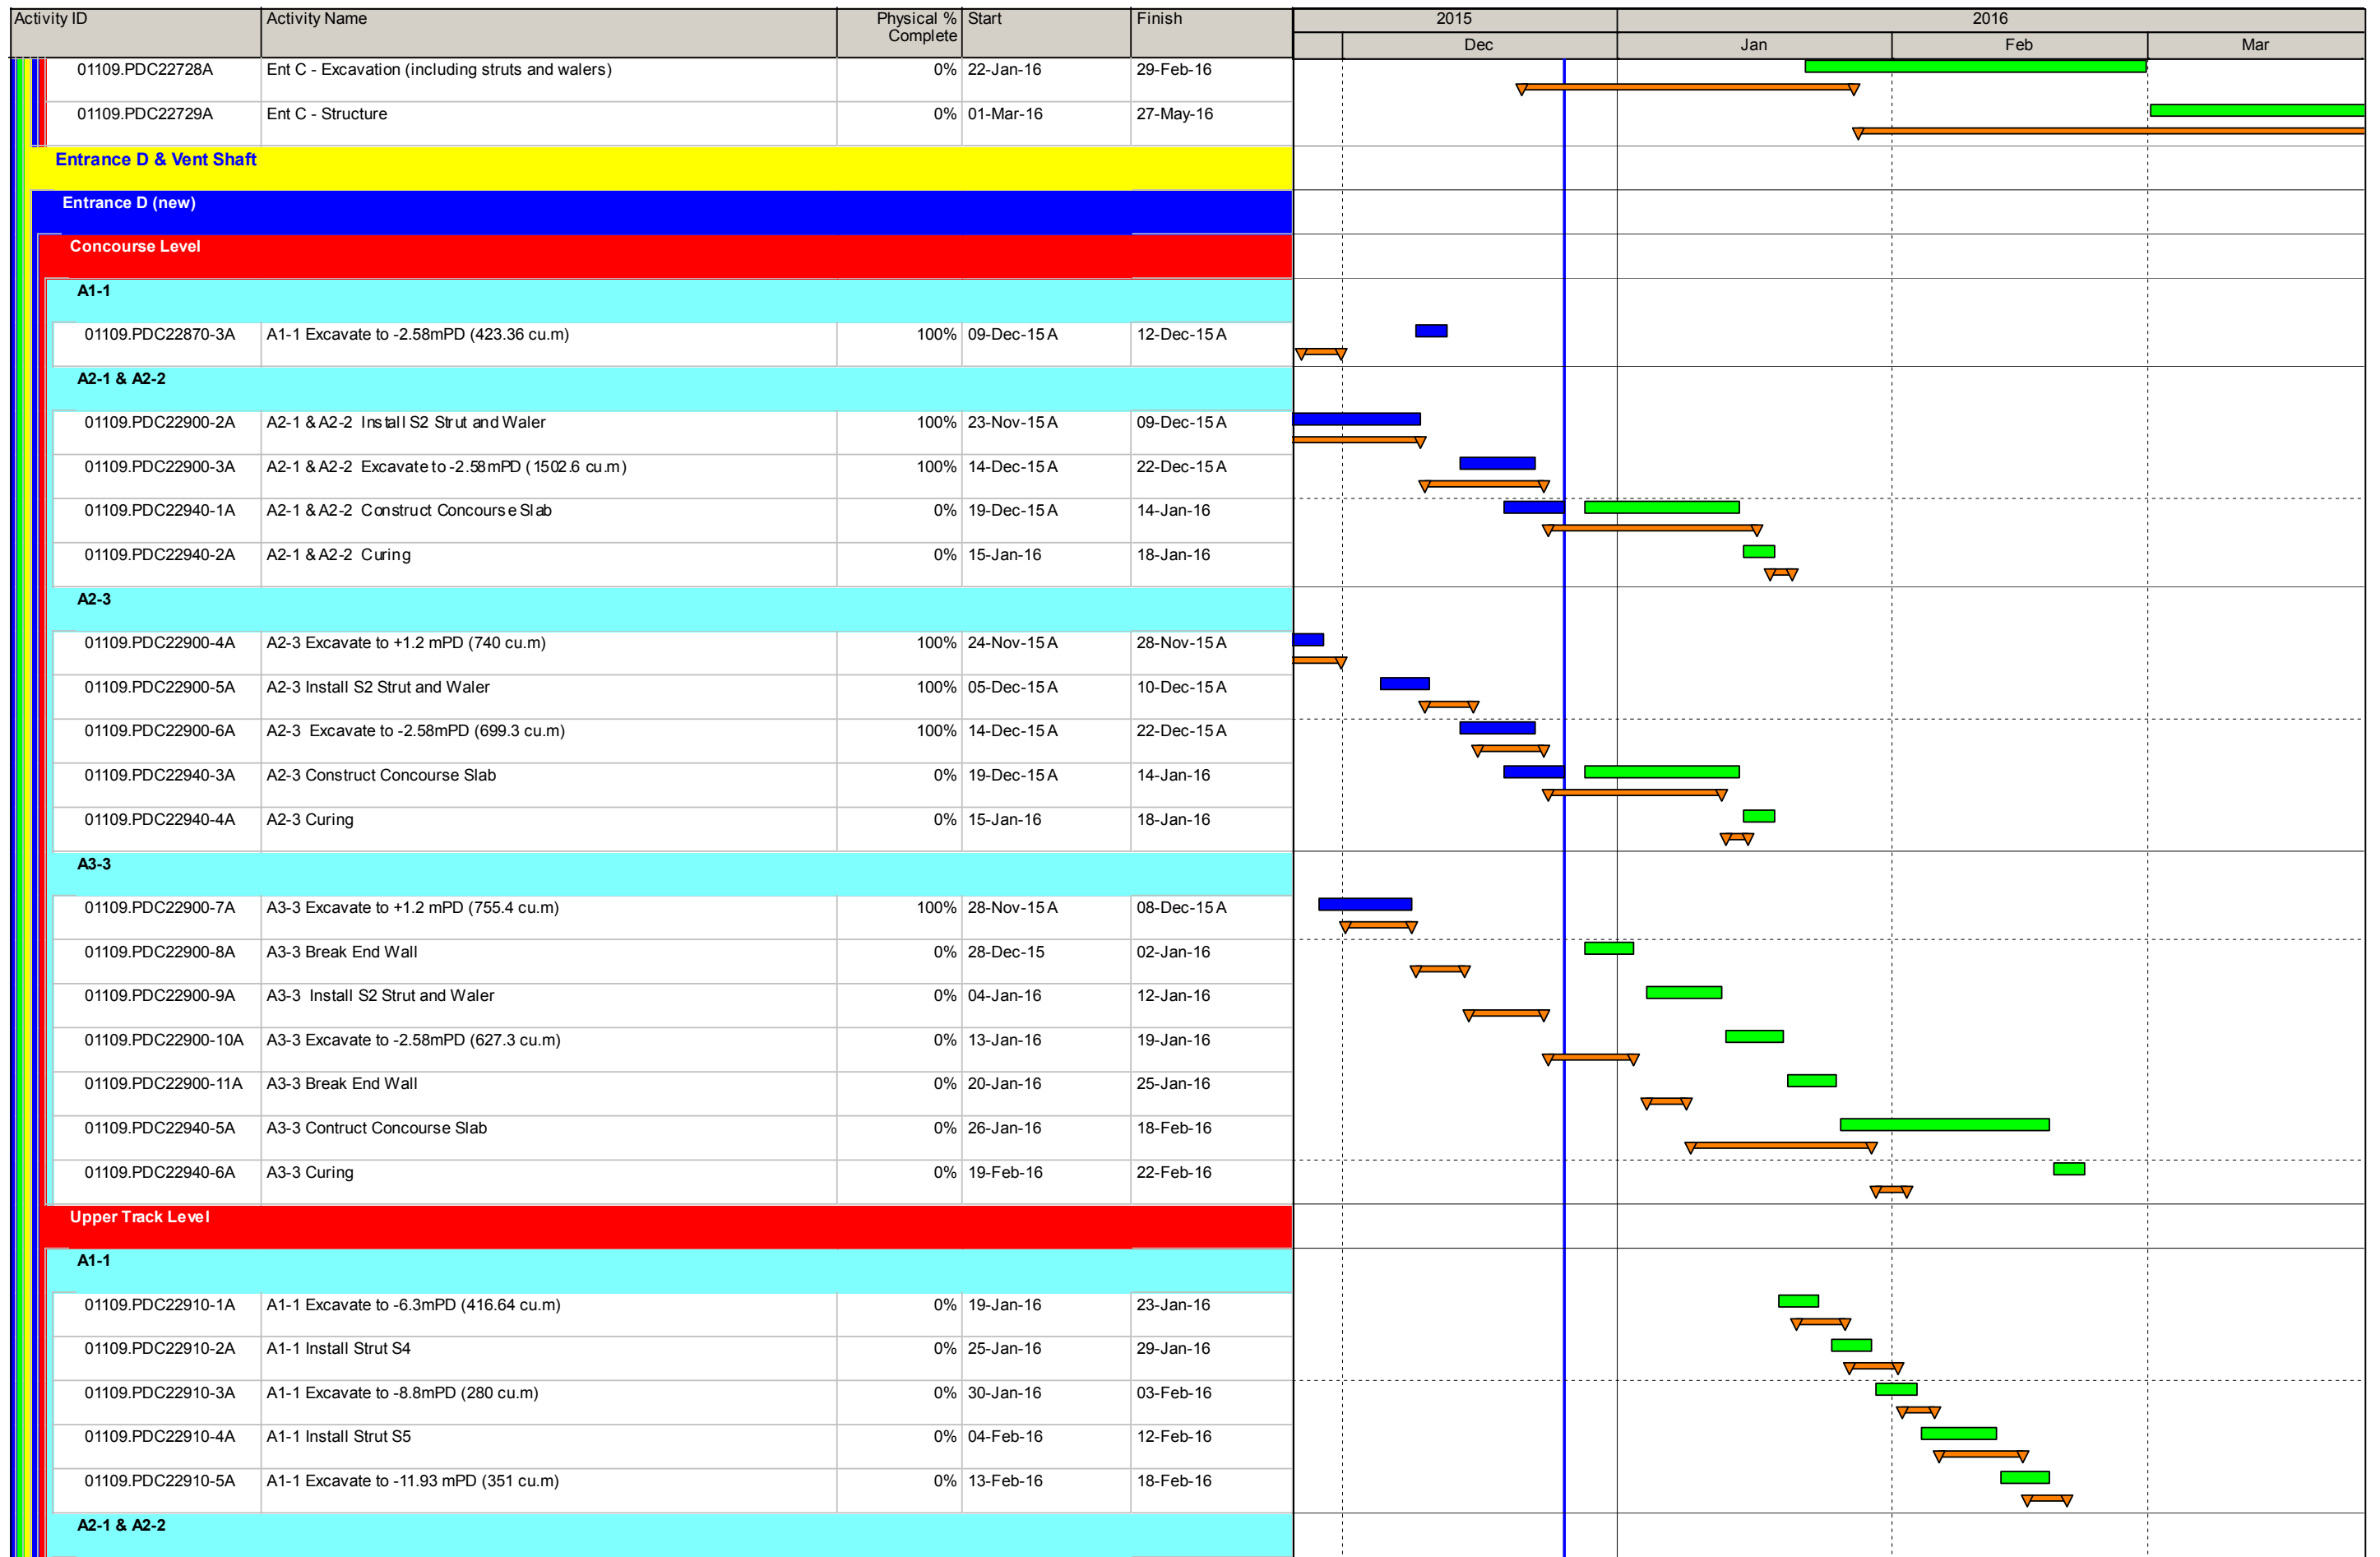 Activity ID Activity Name Physical % Complete Start Finish 2015 2016
Dec Jan Feb Mar
01109.PDC22728A Ent C - Excavation (including struts and walers) 0% 22-Jan-16 29-Feb-16
01109.PDC22729A Ent C - Structure 0% 01-Mar-16 27-May-16
Entrance D & Vent Shaft
Entrance D (new)
Concourse Level
A1-1
01109.PDC22870-3A A1-1 Excavate to -2.58mPD (423.36 cu.m) 100% 09-Dec-15 A 12-Dec-15 A
A2-1 & A2-2
01109.PDC22900-2A A2-1 & A2-2 Install S2 Strut and Waler 100% 23-Nov-15 A 09-Dec-15 A
01109.PDC22900-3A A2-1 & A2-2 Excavate to -2.58mPD (1502.6 cu.m) 100% 14-Dec-15 A 22-Dec-15 A
01109.PDC22940-1A A2-1 & A2-2 Construct Concourse Slab 0% 19-Dec-15 A 14-Jan-16
01109.PDC22940-2A A2-1 & A2-2 Curing 0% 15-Jan-16 18-Jan-16
A2-3
01109.PDC22900-4A A2-3 Excavate to +1.2 mPD (740 cu.m) 100% 24-Nov-15 A 28-Nov-15 A
01109.PDC22900-5A A2-3 Install S2 Strut and Waler 100% 05-Dec-15 A 10-Dec-15 A
01109.PDC22900-6A A2-3 Excavate to -2.58mPD (699.3 cu.m) 100% 14-Dec-15 A 22-Dec-15 A
01109.PDC22940-3A A2-3 Construct Concourse Slab 0% 19-Dec-15 A 14-Jan-16
01109.PDC22940-4A A2-3 Curing 0% 15-Jan-16 18-Jan-16
A3-3
01109.PDC22900-7A A3-3 Excavate to +1.2 mPD (755.4 cu.m) 100% 28-Nov-15 A 08-Dec-15 A
01109.PDC22900-8A A3-3 Break End Wall 0% 28-Dec-15 02-Jan-16
01109.PDC22900-9A A3-3 Install S2 Strut and Waler 0% 04-Jan-16 12-Jan-16
01109.PDC22900-10A A3-3 Excavate to -2.58mPD (627.3 cu.m) 0% 13-Jan-16 19-Jan-16
01109.PDC22900-11A A3-3 Break End Wall 0% 20-Jan-16 25-Jan-16
01109.PDC22940-5A A3-3 Contruct Concourse Slab 0% 26-Jan-16 18-Feb-16
01109.PDC22940-6A A3-3 Curing 0% 19-Feb-16 22-Feb-16
Upper Track Level
A1-1
01109.PDC22910-1A A1-1 Excavate to -6.3mPD (416.64 cu.m) 0% 19-Jan-16 23-Jan-16
01109.PDC22910-2A A1-1 Install Strut S4 0% 25-Jan-16 29-Jan-16
01109.PDC22910-3A A1-1 Excavate to -8.8mPD (280 cu.m) 0% 30-Jan-16 03-Feb-16
01109.PDC22910-4A A1-1 Install Strut S5 0% 04-Feb-16 12-Feb-16
01109.PDC22910-5A A1-1 Excavate to -11.93 mPD (351 cu.m) 0% 13-Feb-16 18-Feb-16
A2-1 & A2-2